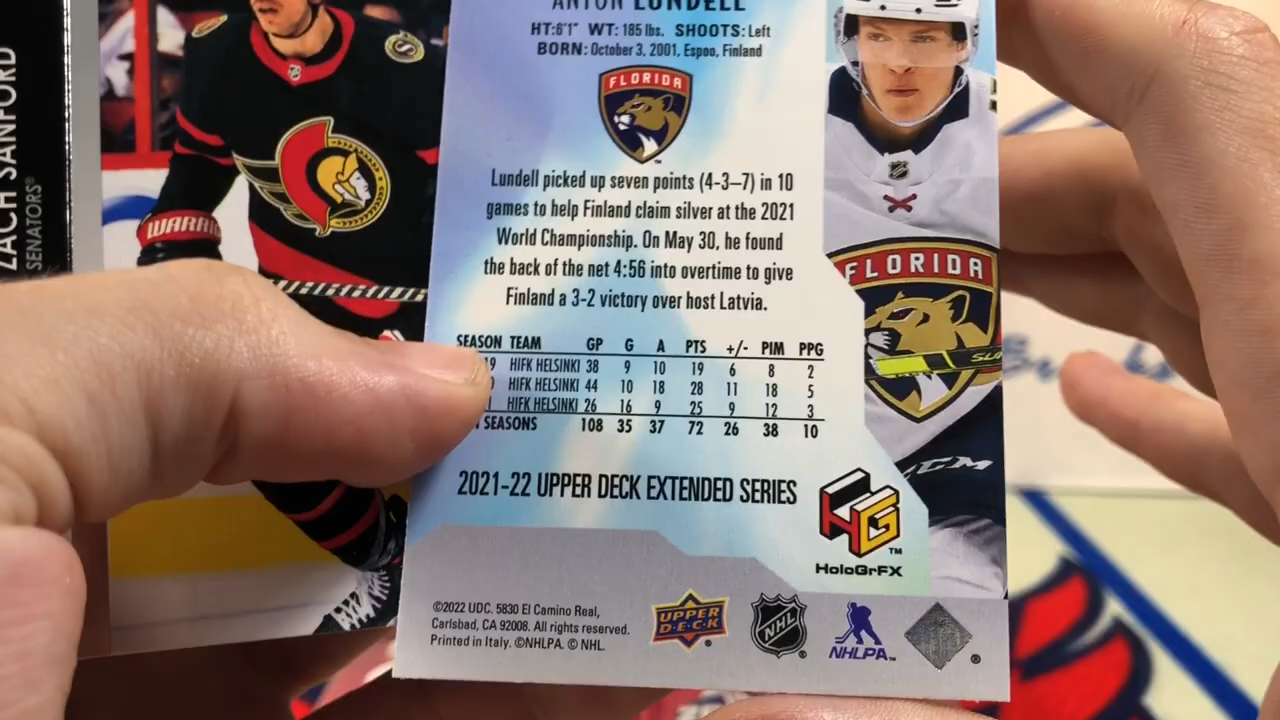 ZACH SANFORD
SENATORS®
WARRI
ANTON LUNDELL
HT:6'1" WT: 185 lbs. SHOOTS: Left
BORN: October 3, 2001, Espoo, Finland
FLORIDA
Lundell picked up seven points (4-3–7) in 10
games to help Finland claim silver at the 2021
World Championship. On May 30, he found
the back of the net 4:56 into overtime to give
Finland a 3-2 victory over host Latvia.
SEASON TEAM GP G A PTS +/- PIM PPG
9 HIFK HELSINKI 38 9 10 19 6 8 2
HIFK HELSINKI 44 10 18 28 11 18 5
HIFK HELSINKI 26 16 9 25 9 12 3
SEASONS 108 35 37 72 26 38 10
2021-22 UPPER DECK EXTENDED SERIES
HG™
HoloGrFX
FLORIDA
CCM
©2022 UDC. 5830 El Camino Real,
Carlsbad, CA 92008. All rights reserved.
Printed in Italy. ©NHLPA. © NHL.
UPPER
DECK®
NHL®
NHLPA™
®